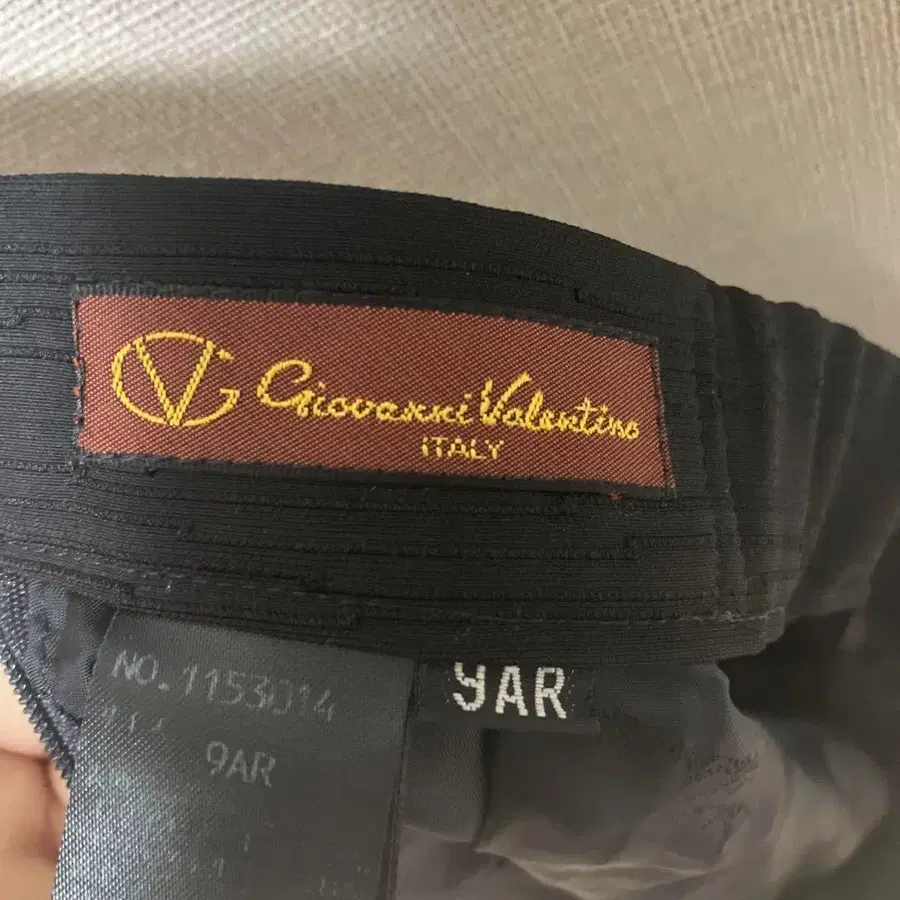 GV Giovanni Valentino
ITALY
NO.1153014
9AR
9AR